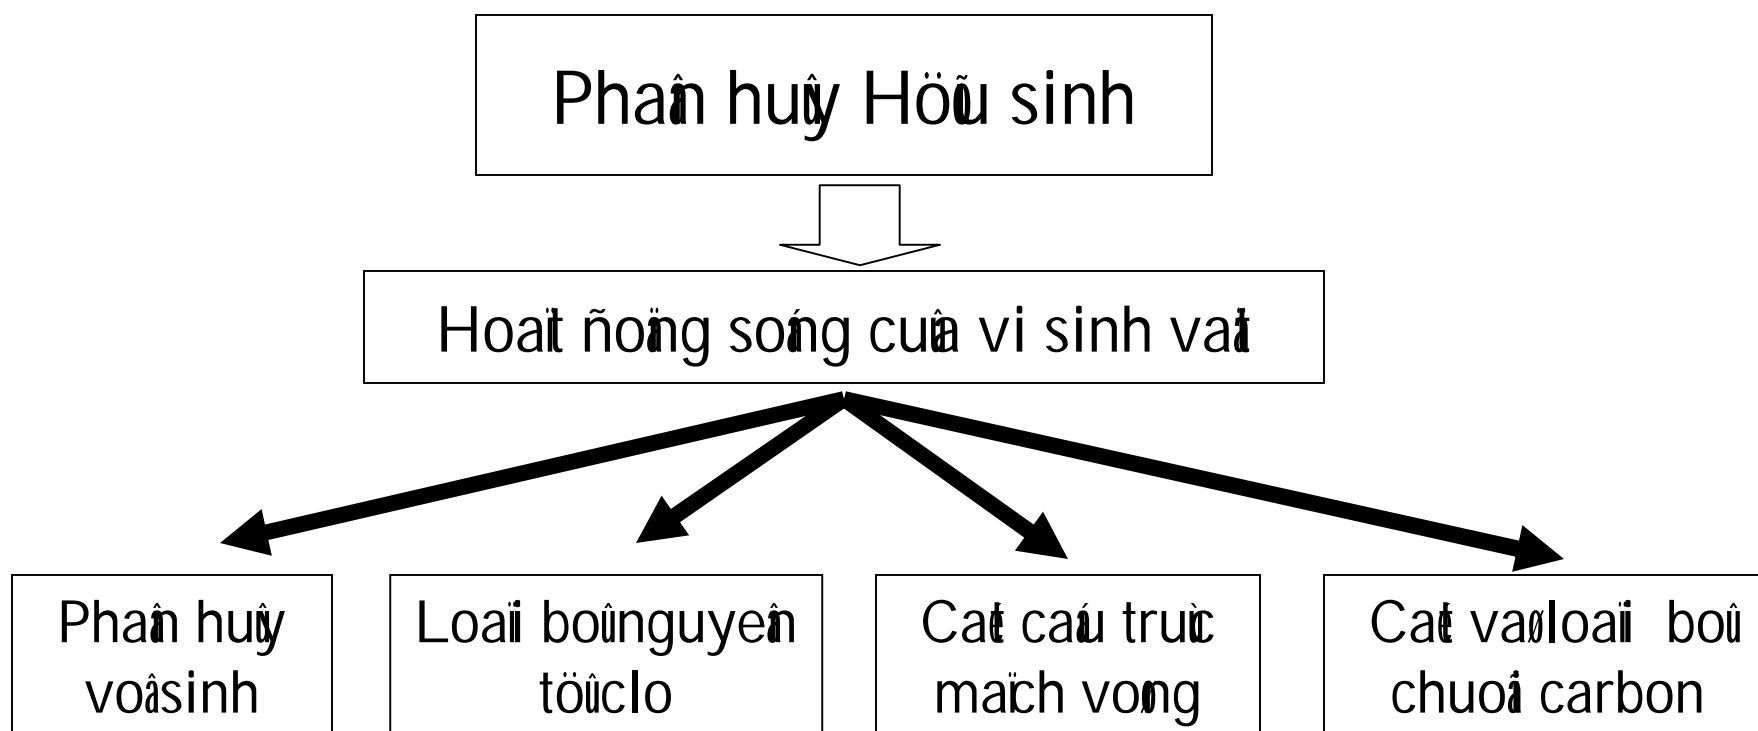 Phaân huûy Höõu sinh
Hoaït ñoäng soáng cuûa vi sinh vaät
Phaân huûy
voâ sinh
Loaïi boû nguyeân
töû clo
Caét caáu truùc
maïch voøng
Caét vaø loaïi boû
chuoái carbon